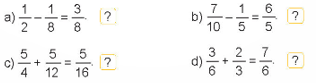 a) 1/2 - 1/8 = 3/8 ?
b) 7/10 - 1/5 = 6/5 ?
c) 5/4 + 5/12 = 5/16 ?
d) 3/6 + 2/3 = 7/6 ?